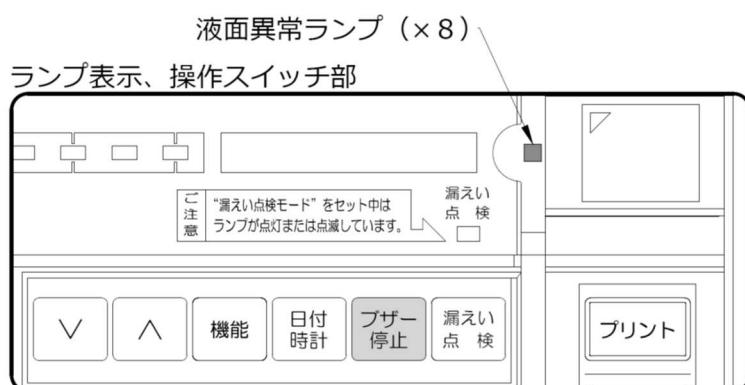 液面異常ランプ（×８）
ランプ表示、操作スイッチ部
ご注意
“漏えい点検モード”をセット中は
ランプが点灯または点滅しています。
漏えい
点 検
∨
∧
機能
日付
時計
ブザー
停止
漏えい
点 検
プリント